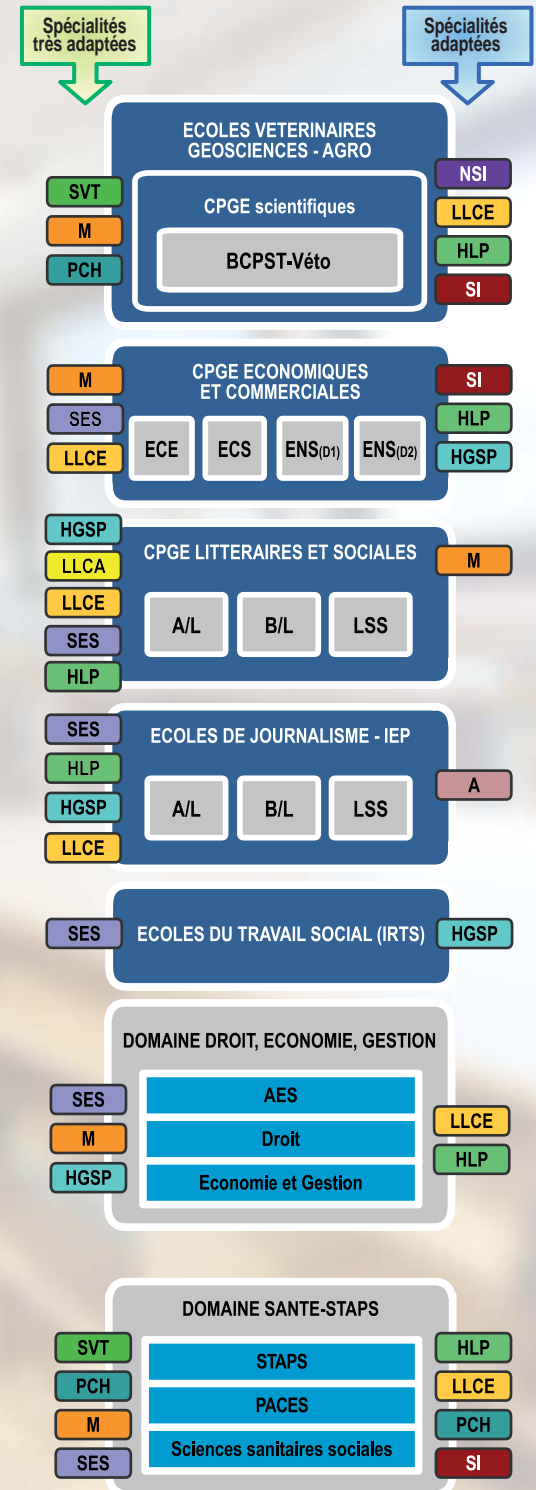 Spécialités
très adaptées
Spécialités
adaptées
ECOLES VETERINAIRES
GEOSCIENCES - AGRO
CPGE scientifiques
BCPST-Véto
SVT
M
PCH
NSI
LLCE
HLP
SI
CPGE ECONOMIQUES
ET COMMERCIALES
ECE
ECS
ENS(D1)
ENS(D2)
M
SES
LLCE
SI
HLP
HGSP
CPGE LITTERAIRES ET SOCIALES
A/L
B/L
LSS
HGSP
LLCA
LLCE
SES
HLP
M
ECOLES DE JOURNALISME - IEP
A/L
B/L
LSS
SES
HLP
HGSP
LLCE
A
ECOLES DU TRAVAIL SOCIAL (IRTS)
SES
HGSP
DOMAINE DROIT, ECONOMIE, GESTION
AES
Droit
Economie et Gestion
SES
M
HGSP
LLCE
HLP
DOMAINE SANTE-STAPS
STAPS
PACES
Sciences sanitaires sociales
SVT
PCH
M
SES
HLP
LLCE
PCH
SI